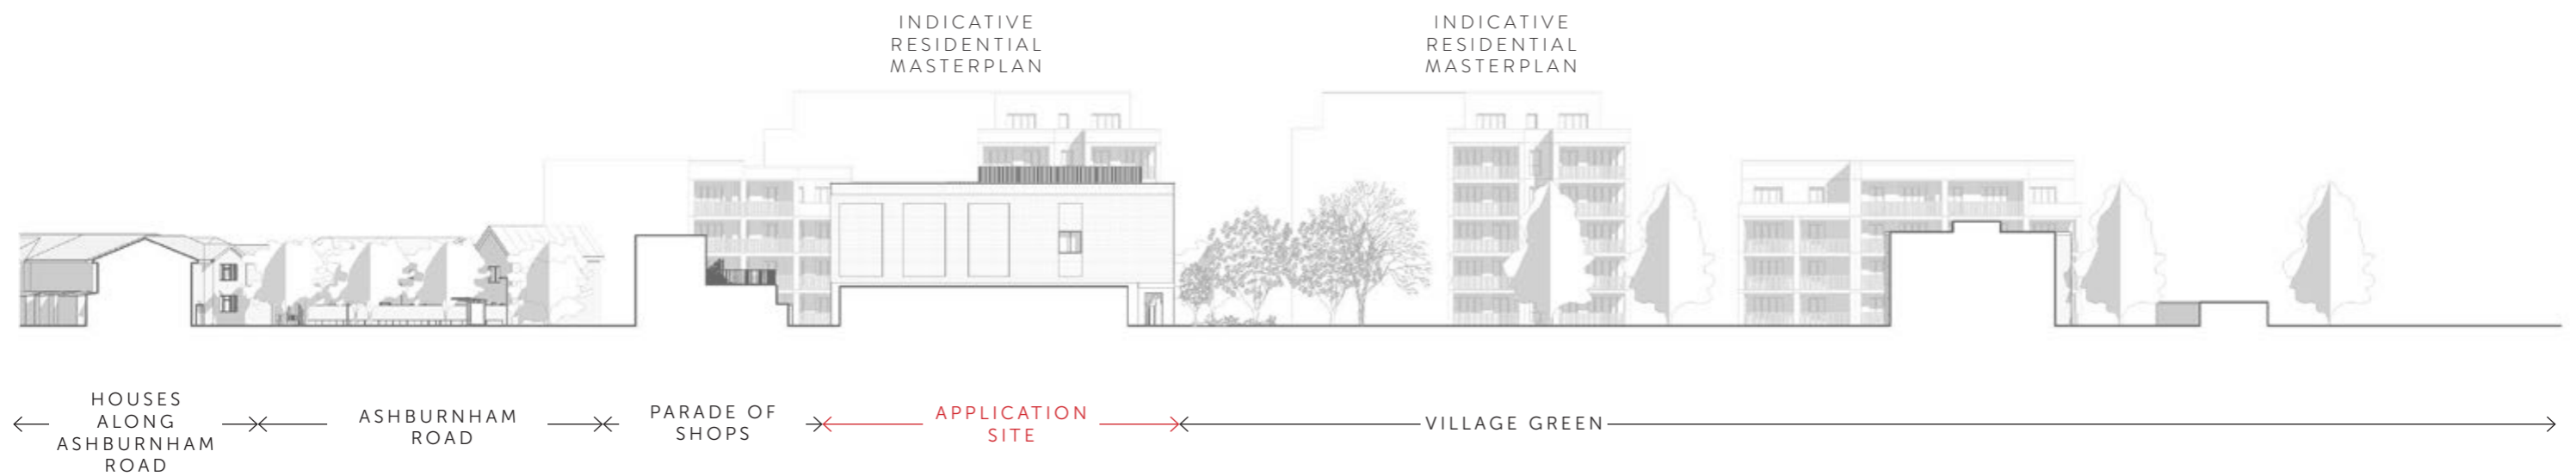 INDICATIVE
RESIDENTIAL
MASTERPLAN
INDICATIVE
RESIDENTIAL
MASTERPLAN
HOUSES
ALONG
ASHBURNHAM
ROAD
ASHBURNHAM
ROAD
PARADE OF
SHOPS
APPLICATION
SITE
VILLAGE GREEN